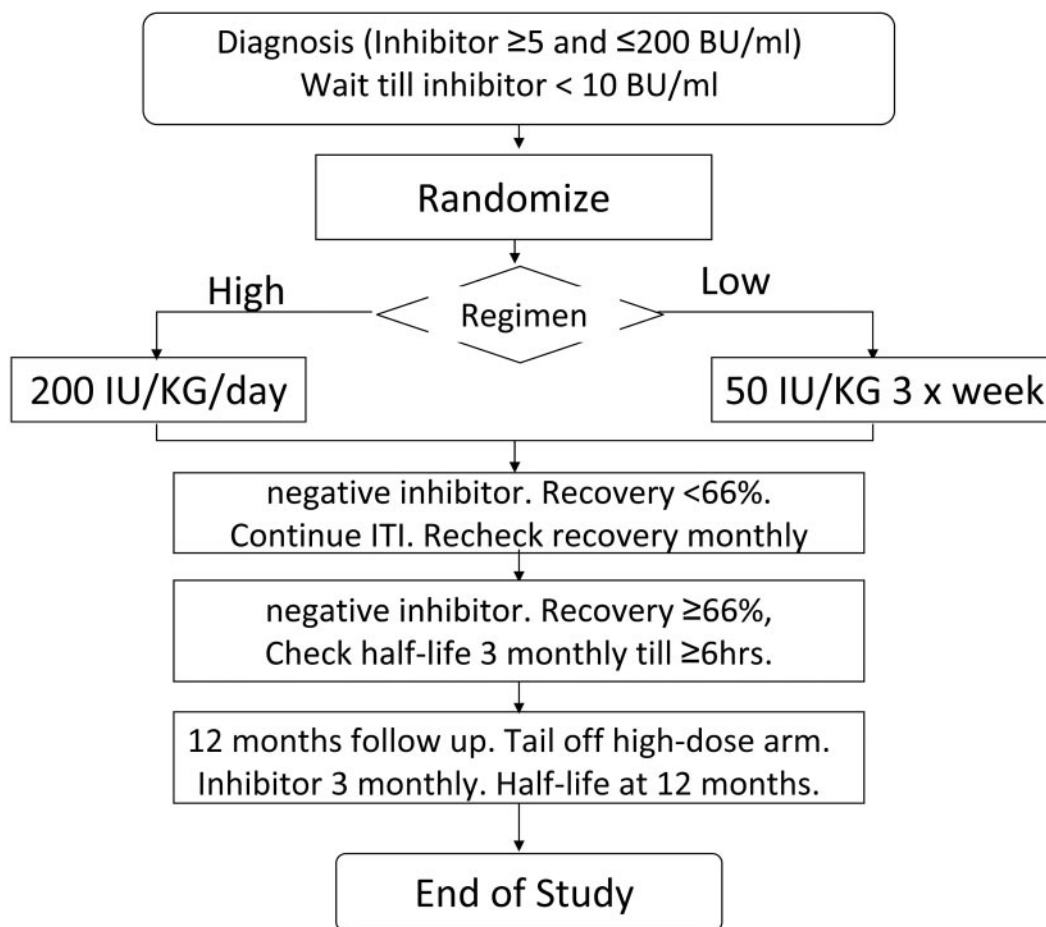 Diagnosis (Inhibitor ≥5 and ≤200 BU/ml)
Wait till inhibitor < 10 BU/ml
Randomize
High
Low
Regimen
200 IU/KG/day
50 IU/KG 3 x week
negative inhibitor. Recovery <66%.
Continue ITI. Recheck recovery monthly
negative inhibitor. Recovery ≥66%,
Check half-life 3 monthly till ≥6hrs.
12 months follow up. Tail off high-dose arm.
Inhibitor 3 monthly. Half-life at 12 months.
End of Study